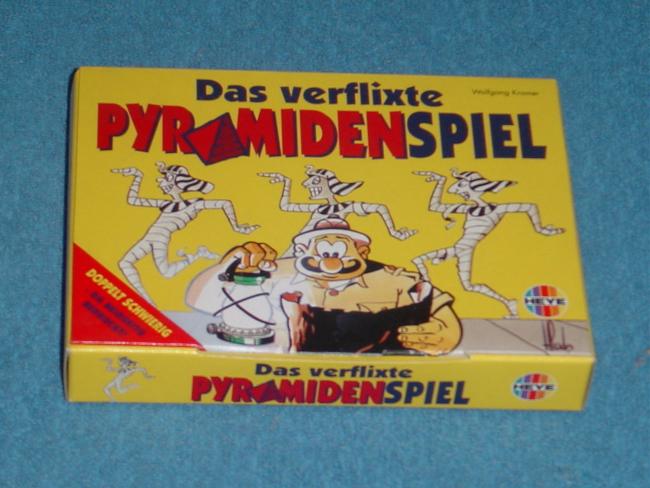 Das verflixte
Wolfgang Kramer
PYRAMIDENSPIEL
DOPPELT SCHWIERIG
HEYE
Das verflixte
PYRAMIDENSPIEL
HEYE